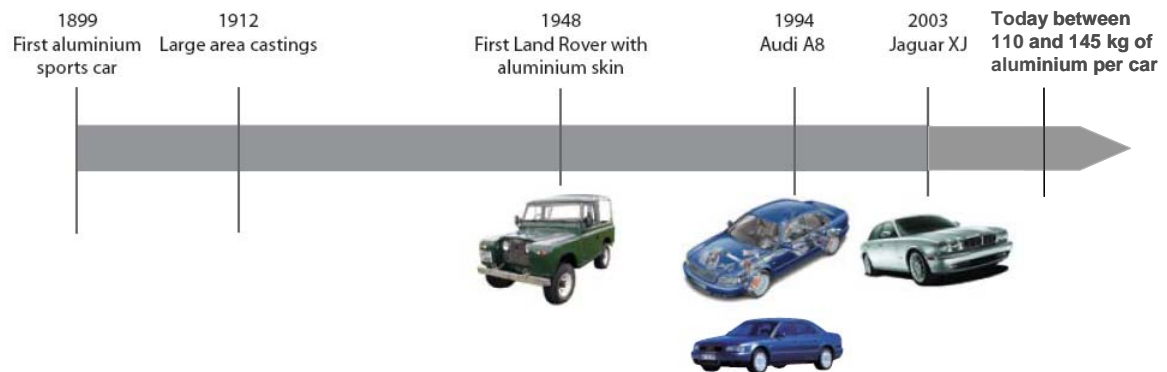 1899
First aluminium
sports car
1912
Large area castings
1948
First Land Rover with
aluminium skin
1994
Audi A8
2003
Jaguar XJ
Today between
110 and 145 kg of
aluminium per car